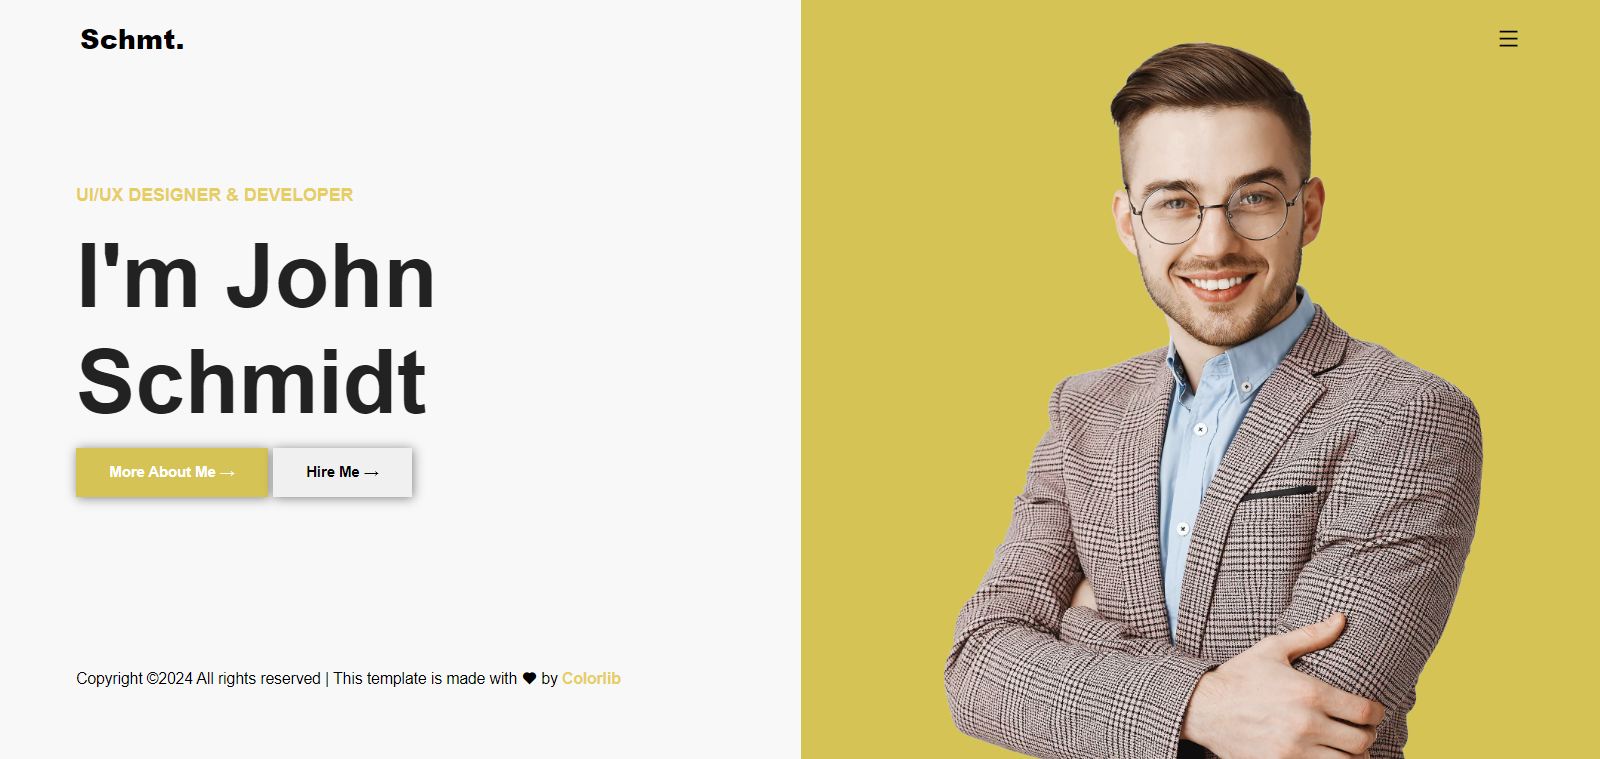 Schmt.
UI/UX DESIGNER & DEVELOPER
I'm John
Schmidt
More About Me →
Hire Me →
Copyright ©2024 All rights reserved | This template is made with ♥ by Colorlib